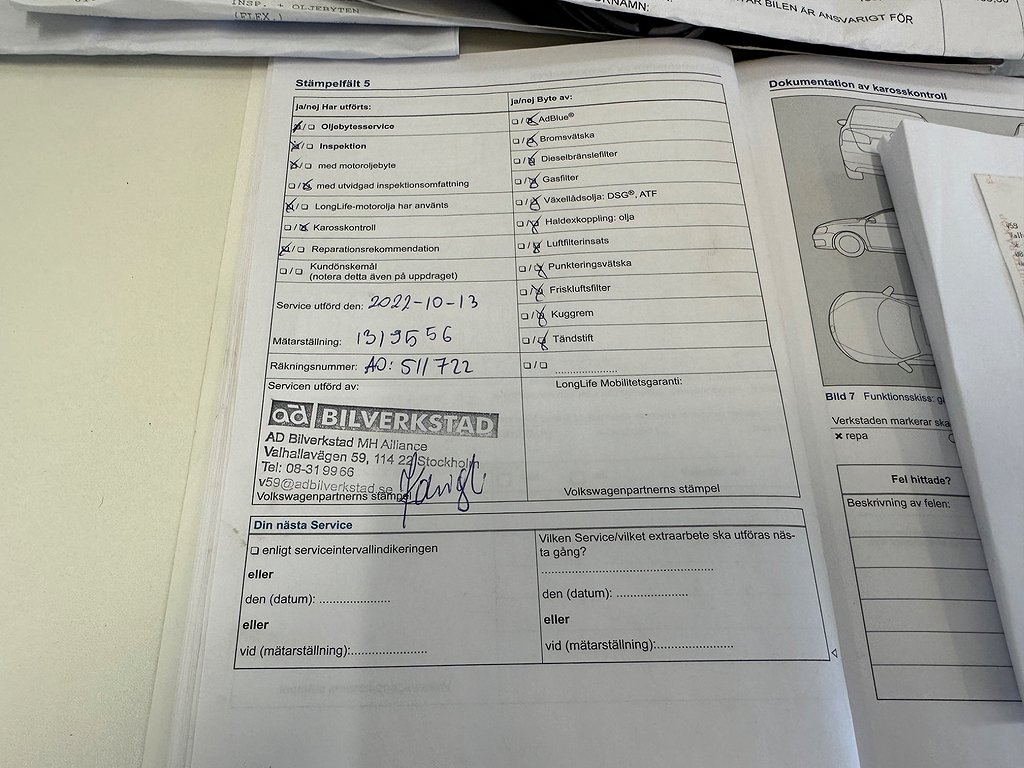 INSP. + OLJEBYTEN
(FLEX.)
BILEN ÄR ANSVARIGT FÖR
Stämpelfält 5
ja/nej Har utförts:
Oljebytesservice
Inspektion
med motoroljebyte
med utvidgad inspektionsomfattning
LongLife-motorolja har använts
Karosskontroll
Reparationsrekommendation
Kundönskemål
(notera detta även på uppdraget)
Service utförd den: 2022-10-13
Mätarställning:
Räkningsnummer: AO: 511722
Servicen utförd av:
ad BILVERKSTAD
AD Bilverkstad MH Alliance
Valhallavägen 59, 114 22 Stockholm
Tel: 08-31 99 66
v59@adbilverkstad.se
Volkswagenpartnerns stämpel
ja/nej Byte av:
AdBlue®
Bromsvätska
Dieselbränslefilter
Gasfilter
Växellådsolja: DSG®, ATF
Haldexkoppling: olja
Luftfilterinsats
Punkteringsvätska
Friskluftsfilter
Kuggrem
Tändstift
LongLife Mobilitetsgaranti:
Volkswagenpartnerns stämpel
Din nästa Service
enligt serviceintervallindikeringen
eller
den (datum): ....................
eller
vid (mätarställning):......................
Vilken Service/vilket extraarbete ska utföras näs-
ta gång?
den (datum): ....................
eller
vid (mätarställning):......................
Dokumentation av karosskontroll
Bild 7 Funktionsskiss:
Verkstaden markerar
repa
Fel hittade?
Beskrivning av felen: